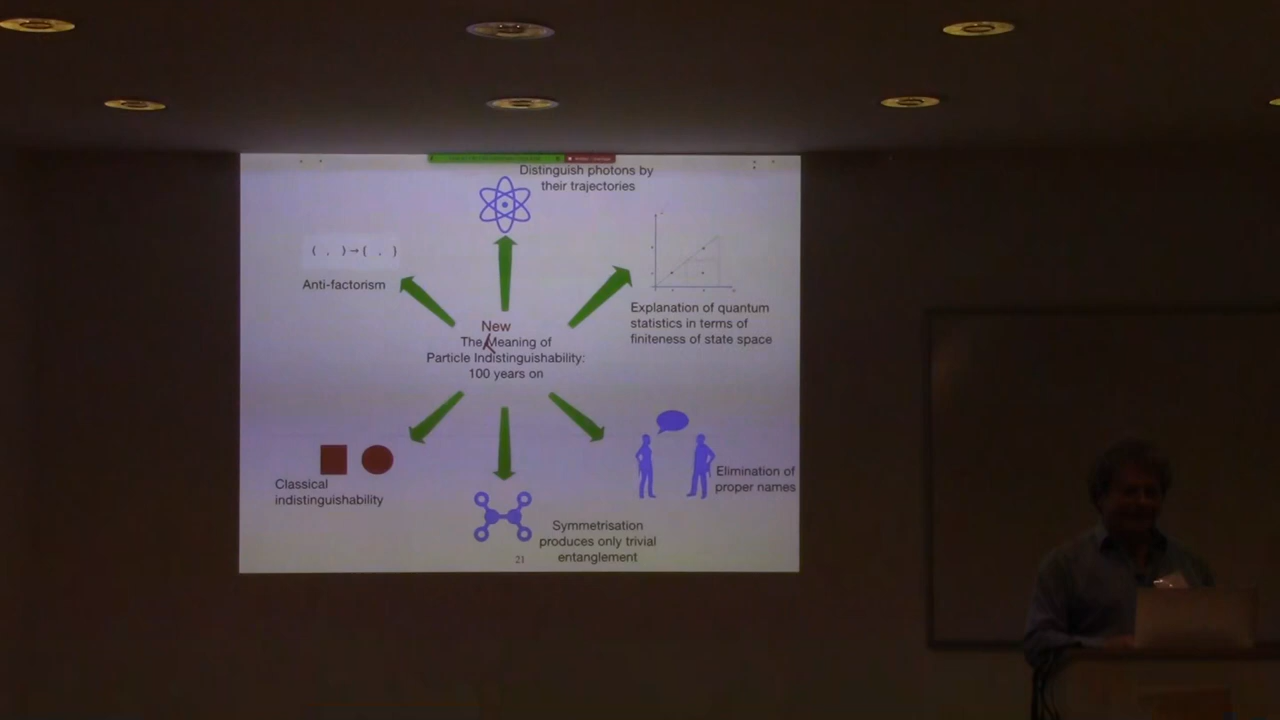 Distinguish photons by
their trajectories
( , )→( , )
Anti-factorism
Explanation of quantum
statistics in terms of
finiteness of state space
New
The Meaning of
Particle Indistinguishability:
100 years on
Classical
indistinguishability
Elimination of
proper names
Symmetrisation
produces only trivial
entanglement
21